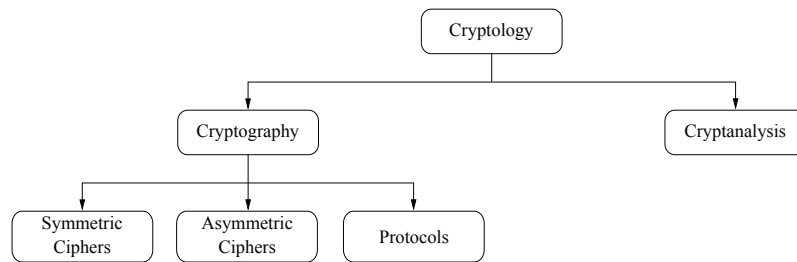 Cryptology
Cryptography
Cryptanalysis
Symmetric
Ciphers
Asymmetric
Ciphers
Protocols